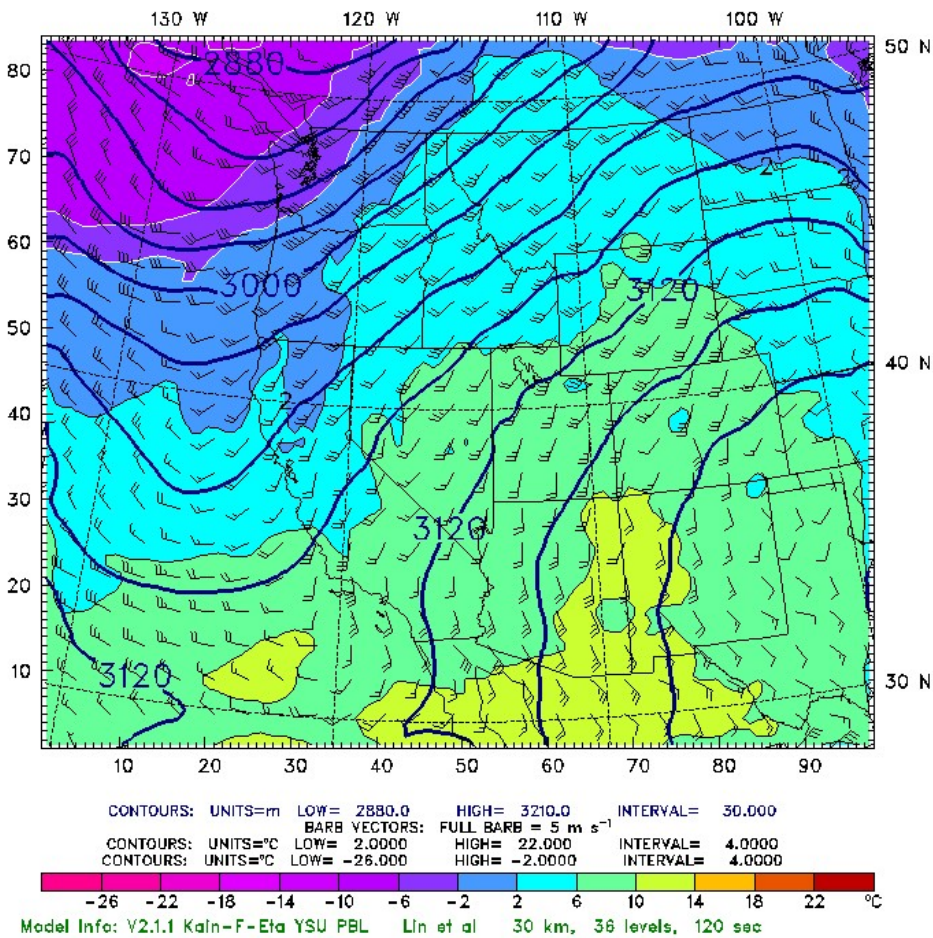 130 W 120 W 110 W 100 W
50 N
80
2880
70
2
2
60
3000
3120
50
40 N
40
2
30
3120
20
10
3120
30 N
10 20 30 40 50 60 70 80 90
CONTOURS: UNITS=m LOW= 2880.0 HIGH= 3210.0 INTERVAL= 30.000
BARB VECTORS: FULL BARB = 5 m s⁻¹
CONTOURS: UNITS=°C LOW= 2.0000 HIGH= 22.000 INTERVAL= 4.0000
CONTOURS: UNITS=°C LOW= -26.000 HIGH= -2.0000 INTERVAL= 4.0000
-26 -22 -18 -14 -10 -6 -2 2 6 10 14 18 22 °C
Model Info: V2.1.1 Kain-F-Eta YSU PBL Lin et al 30 km, 36 levels, 120 sec